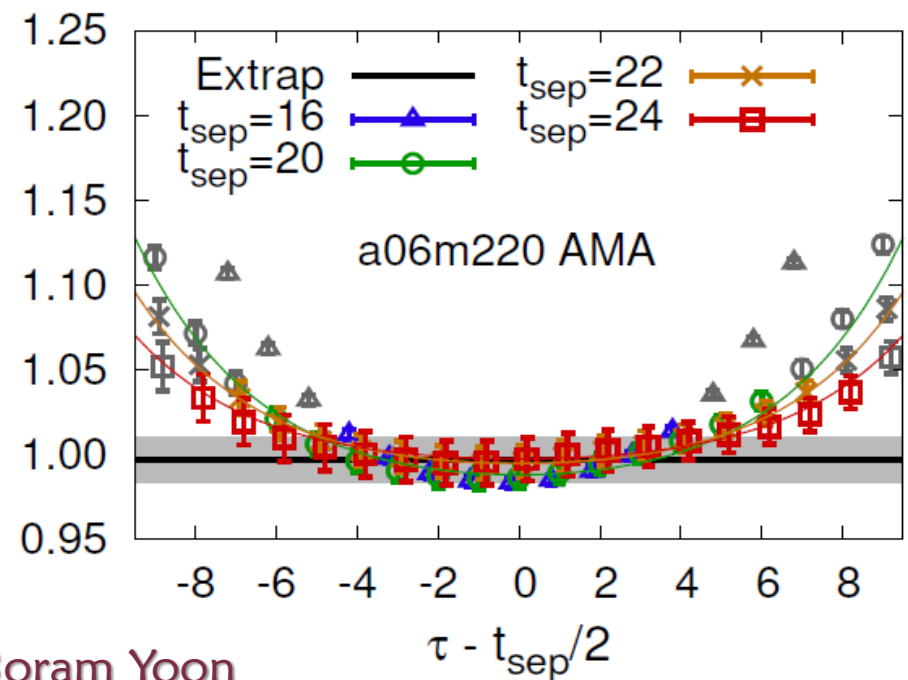 1.25
1.20
1.15
1.10
1.05
1.00
0.95
Extrap
t_sep=16
t_sep=20
t_sep=22
t_sep=24
a06m220 AMA
-8 -6 -4 -2 0 2 4 6 8
τ - t_sep/2
Yoon